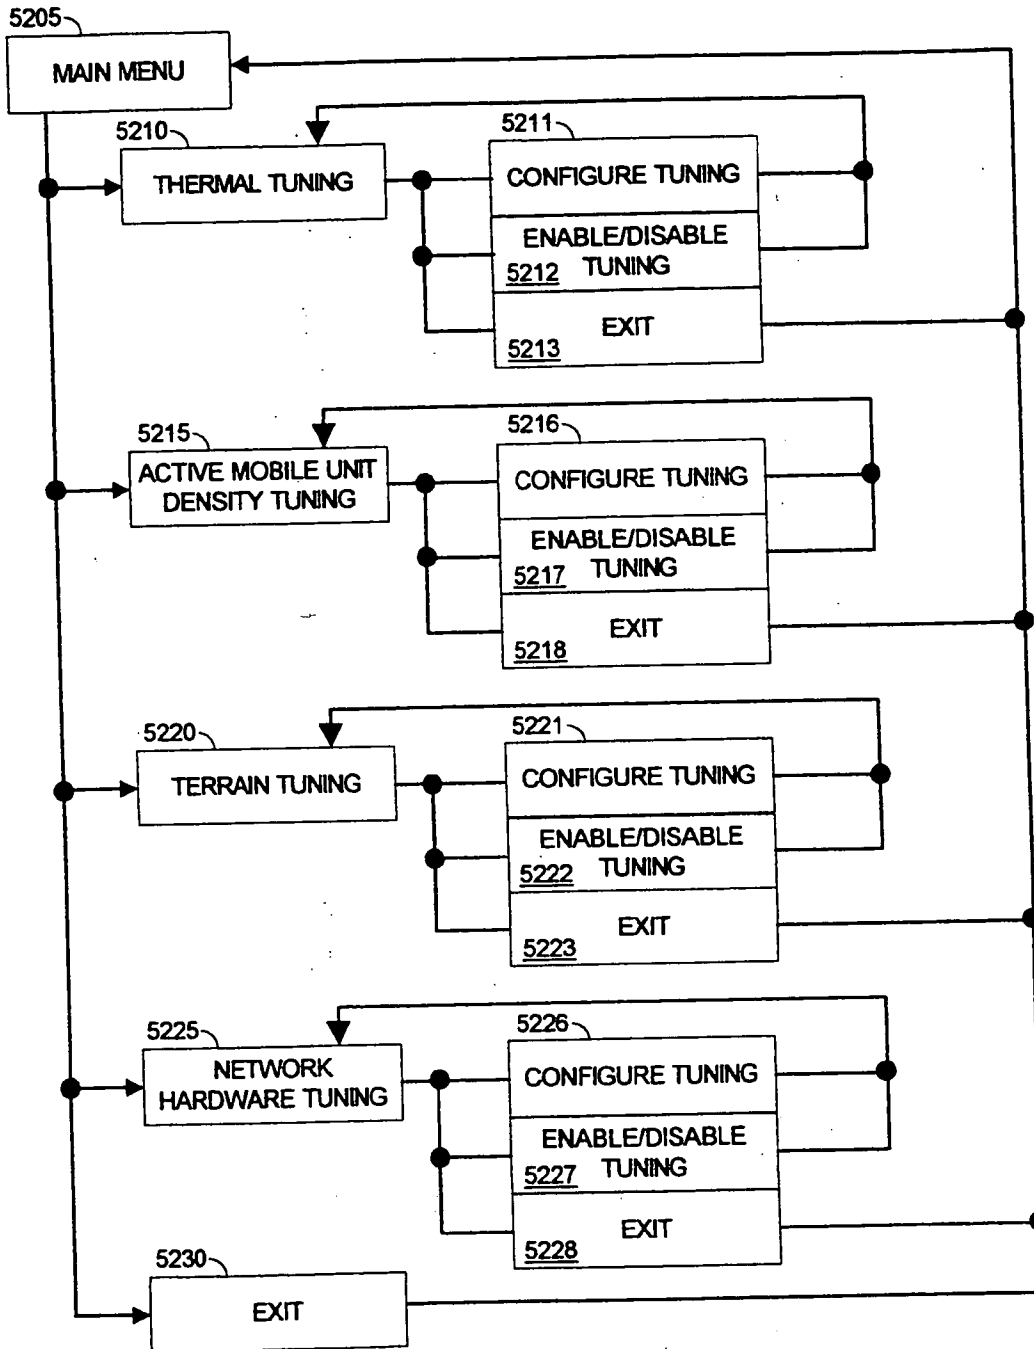 5205
MAIN MENU
5210
THERMAL TUNING
5211
CONFIGURE TUNING
ENABLE/DISABLE
5212 TUNING
EXIT
5213
5215
ACTIVE MOBILE UNIT
DENSITY TUNING
5216
CONFIGURE TUNING
ENABLE/DISABLE
5217 TUNING
EXIT
5218
5220
TERRAIN TUNING
5221
CONFIGURE TUNING
ENABLE/DISABLE
5222 TUNING
EXIT
5223
5225
NETWORK
HARDWARE TUNING
5226
CONFIGURE TUNING
ENABLE/DISABLE
5227 TUNING
EXIT
5228
5230
EXIT